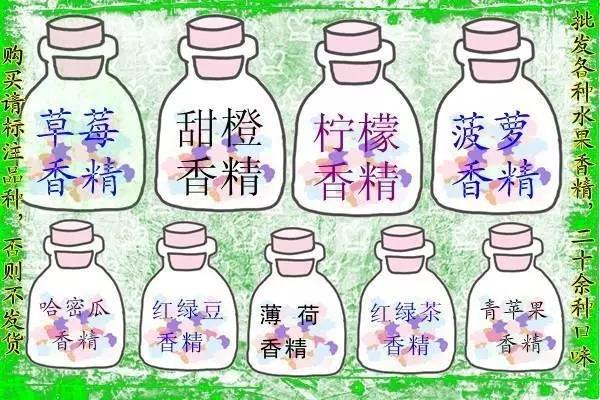 购买请标注品种，否则不发货
草莓
香精
甜橙
香精
柠檬
香精
菠萝
香精
哈密瓜
香精
红绿豆
香精
薄荷
香精
红绿茶
香精
青苹果
香精
批发各种水果香精，二十余种口味